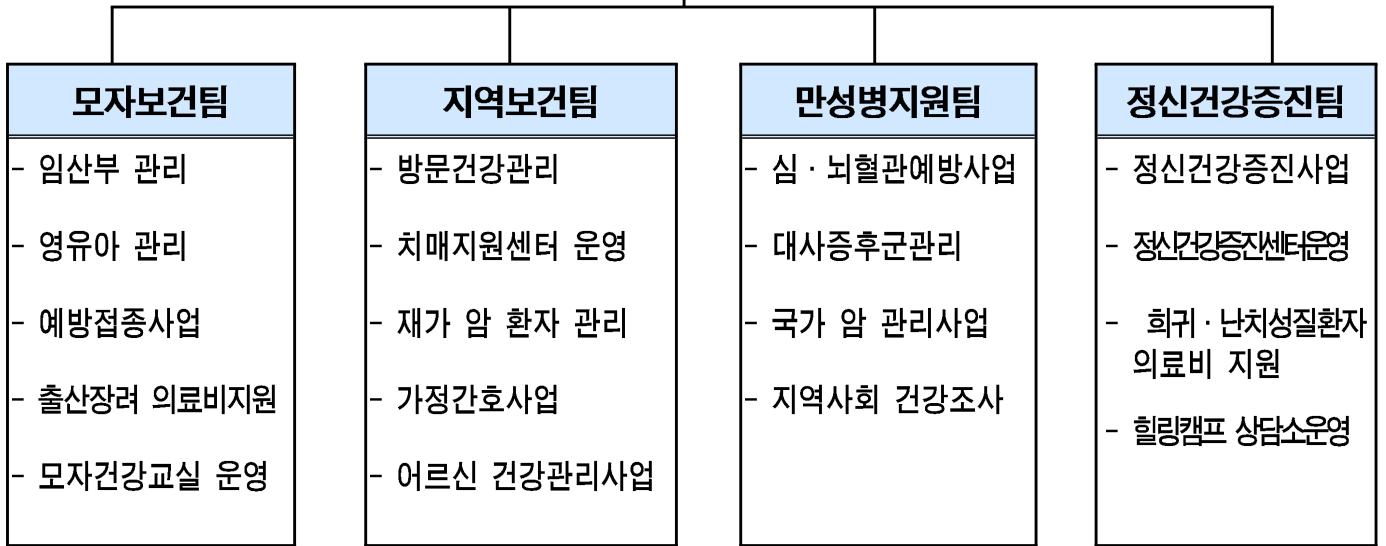 모자보건팀
- 임산부 관리
- 영유아 관리
- 예방접종사업
- 출산장려 의료비지원
- 모자건강교실 운영
지역보건팀
- 방문건강관리
- 치매지원센터 운영
- 재가 암 환자 관리
- 가정간호사업
- 어르신 건강관리사업
만성병지원팀
- 심·뇌혈관예방사업
- 대사증후군관리
- 국가 암 관리사업
- 지역사회 건강조사
정신건강증진팀
- 정신건강증진사업
- 정신건강증진센터운영
- 희귀·난치성질환자
의료비 지원
- 힐링캠프 상담소운영